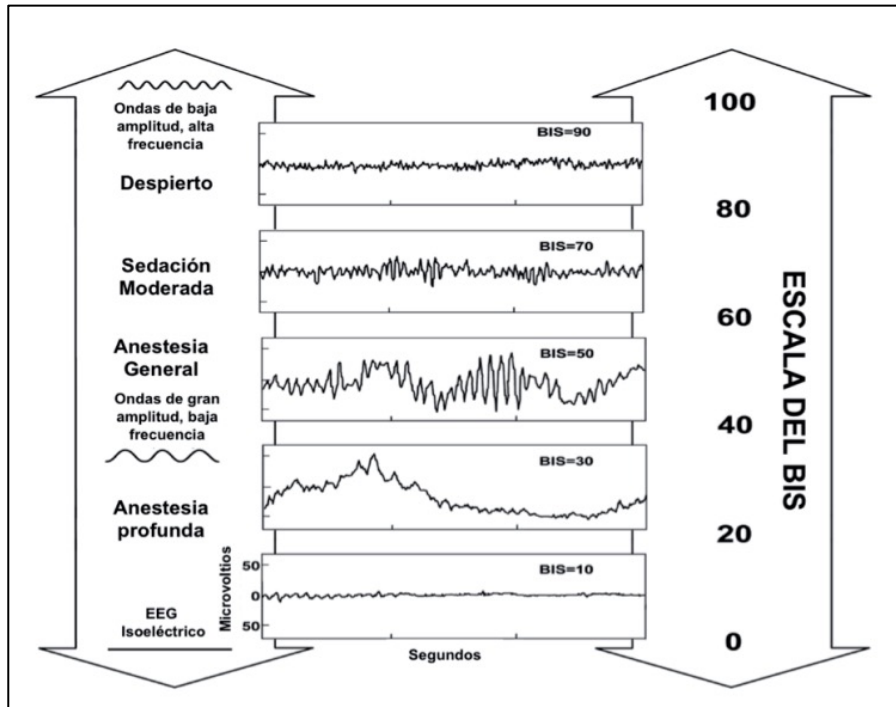 Ondas de baja
amplitud, alta
frecuencia
Despierto
Sedación
Moderada
Anestesia
General
Ondas de gran
amplitud, baja
frecuencia
Anestesia
profunda
EEG
Isoeléctrico
BIS=90
BIS=70
BIS=50
BIS=30
BIS=10
Microvoltios
50
0
50
Segundos
100
80
60
40
20
0
ESCALA DEL BIS